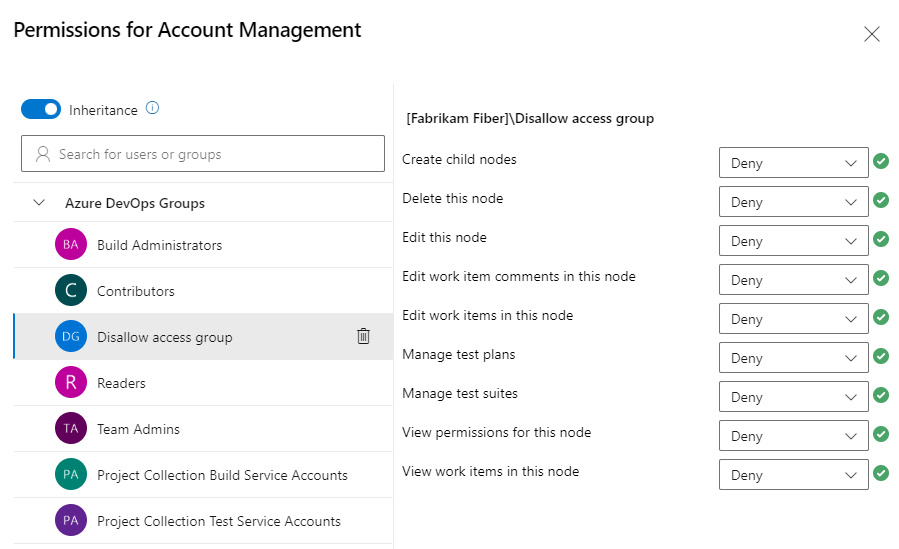 Permissions for Account Management
Inheritance
Search for users or groups
Azure DevOps Groups
BA Build Administrators
C Contributors
DG Disallow access group
R Readers
TA Team Admins
PA Project Collection Build Service Accounts
PA Project Collection Test Service Accounts
[Fabrikam Fiber]\Disallow access group
Create child nodes Deny
Delete this node Deny
Edit this node Deny
Edit work item comments in this node Deny
Edit work items in this node Deny
Manage test plans Deny
Manage test suites Deny
View permissions for this node Deny
View work items in this node Deny